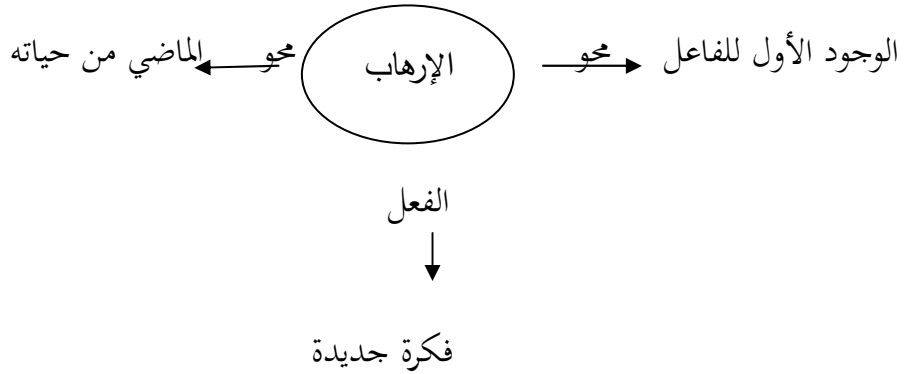 الوجود الأول للفاعل محو الإرهاب محو الماضي من حياته
الفعل
فكرة جديدة